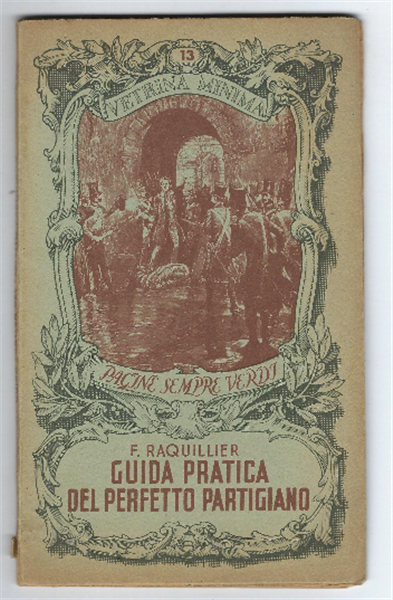 13
VETRINA MINIMA
PAGINE SEMPRE VERDI
F. RAQUILLIER
GUIDA PRATICA
DEL PERFETTO PARTIGIANO